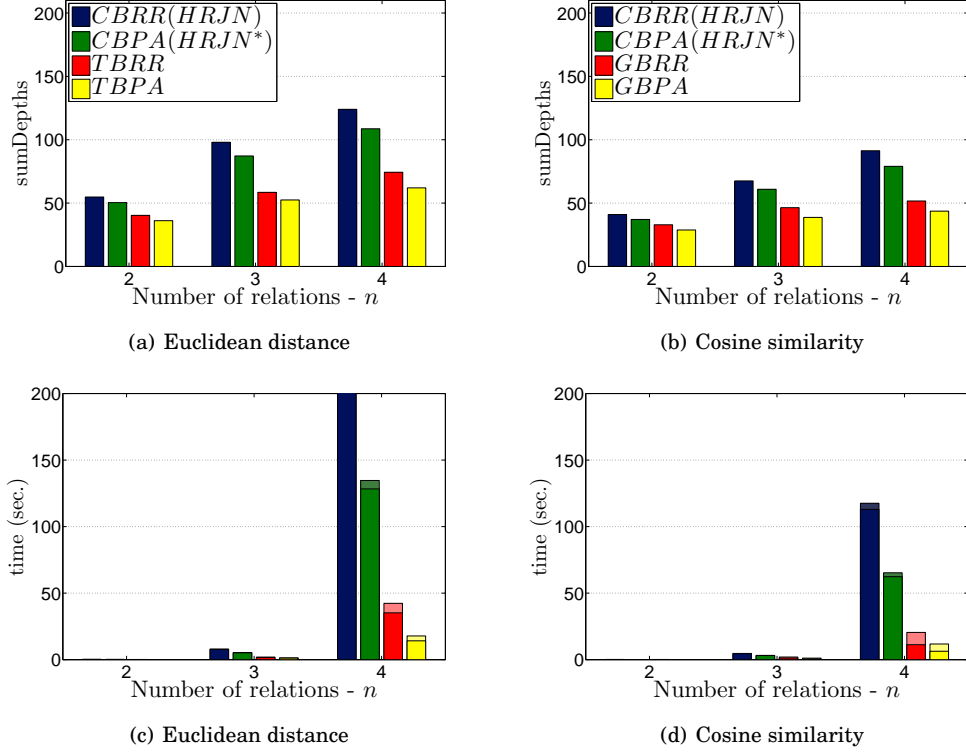 200
150
100
50
0
sumDepths
CBRR(HRJN)
CBPA(HRJN*)
TBRR
TBPA
2 3 4
Number of relations - n
(a) Euclidean distance
200
150
100
50
0
sumDepths
CBRR(HRJN)
CBPA(HRJN*)
GBRR
GBPA
2 3 4
Number of relations - n
(b) Cosine similarity
200
150
100
50
0
time (sec.)
2 3 4
Number of relations - n
(c) Euclidean distance
200
150
100
50
0
time (sec.)
2 3 4
Number of relations - n
(d) Cosine similarity